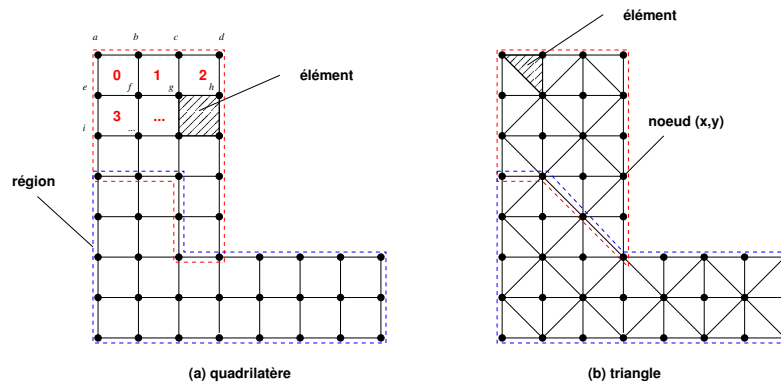 a b c d
élément
0 1 2
e f g h
élément
3 ...
i ...
noeud (x,y)
région
(a) quadrilatère
(b) triangle